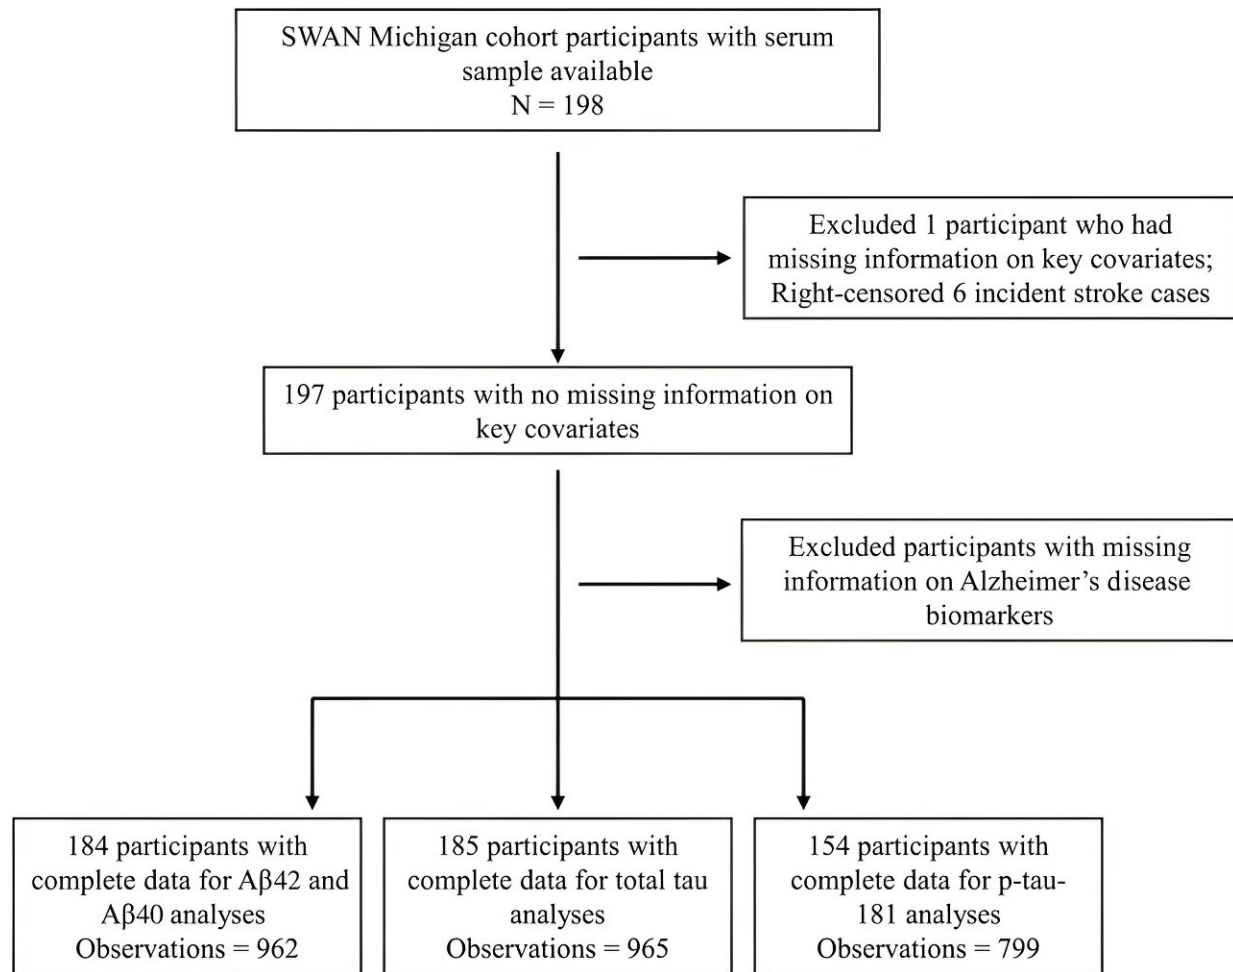 SWAN Michigan cohort participants with serum
sample available
N = 198
Excluded 1 participant who had
missing information on key covariates;
Right-censored 6 incident stroke cases
197 participants with no missing information on
key covariates
Excluded participants with missing
information on Alzheimer’s disease
biomarkers
184 participants with
complete data for Aβ42 and
Aβ40 analyses
Observations = 962
185 participants with
complete data for total tau
analyses
Observations = 965
154 participants with
complete data for p-tau-
181 analyses
Observations = 799